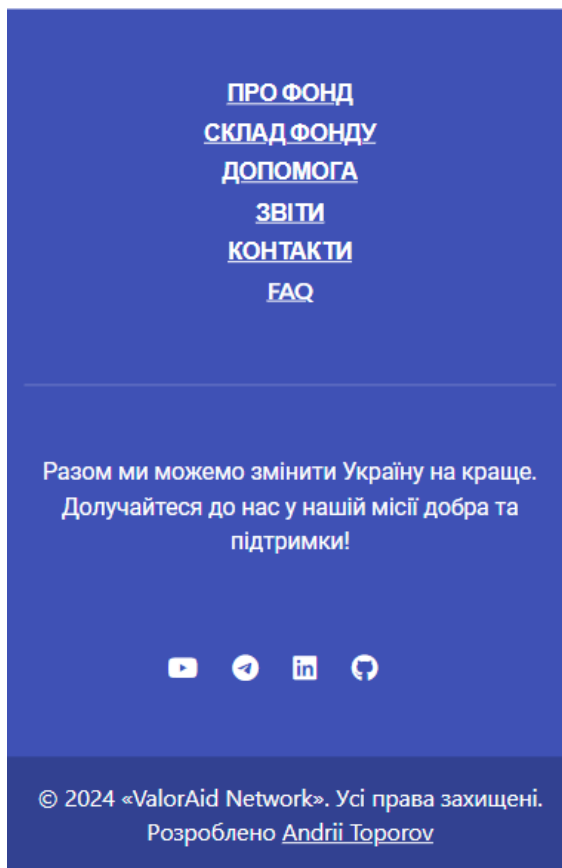 ПРО ФОНД
СКЛАД ФОНДУ
ДОПОМОГА
ЗВІТИ
КОНТАКТИ
FAQ
Разом ми можемо змінити Україну на краще.
Долучайтеся до нас у нашій місії добра та
підтримки!
in
© 2024 «ValorAid Network». Усі права захищені.
Розроблено Andrii Toporov